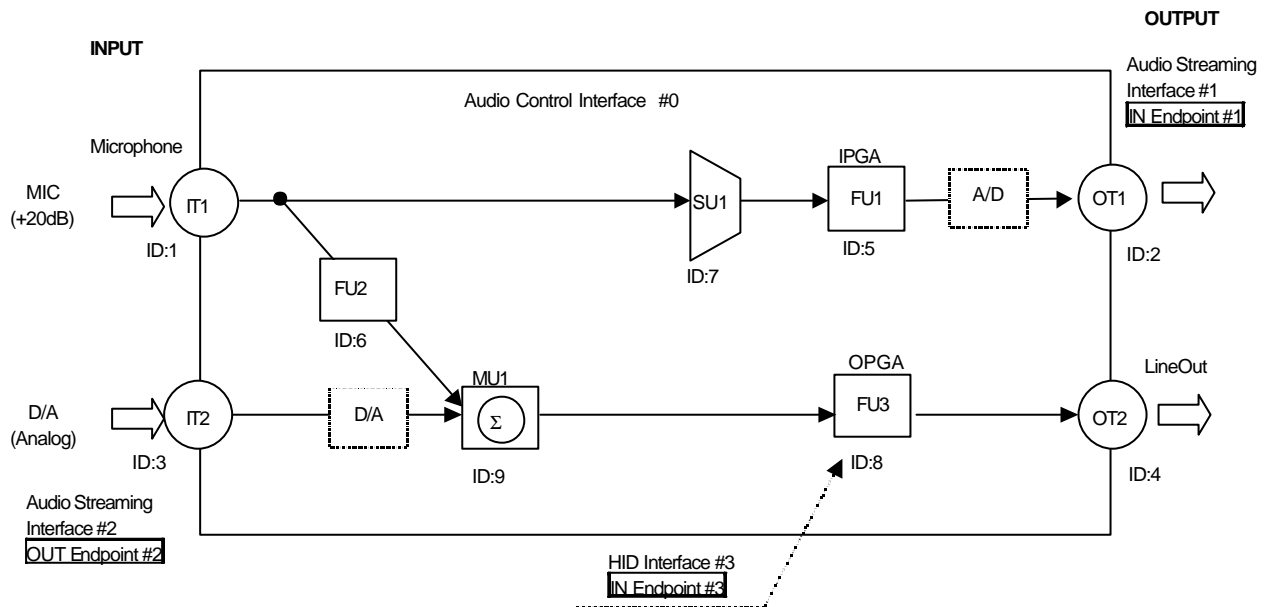 OUTPUT
INPUT
Audio Streaming
Interface #1
IN Endpoint #1
Audio Control Interface #0
Microphone
MIC
(+20dB)
IT1
ID:1
SU1
ID:7
IPGA
FU1
ID:5
A/D
OT1
ID:2
FU2
ID:6
D/A
(Analog)
IT2
ID:3
D/A
MU1
Σ
ID:9
OPGA
FU3
ID:8
LineOut
OT2
ID:4
Audio Streaming
Interface #2
OUT Endpoint #2
HID Interface #3
IN Endpoint #3